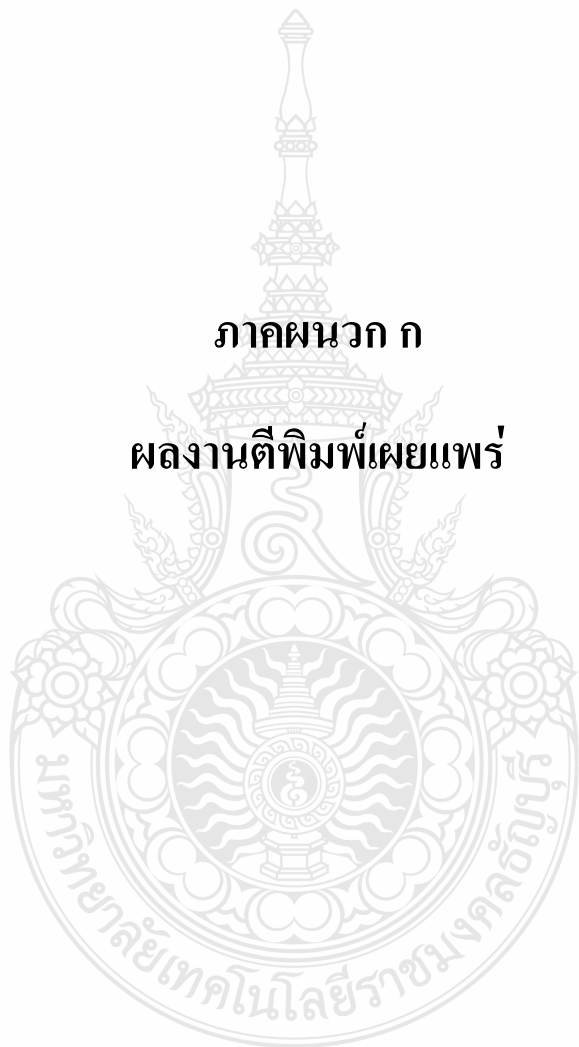 ภาคผนวก ก
ผลงานตีพิมพ์เผยแพร่
มหาวิทยาลัยเทคโนโลยีราชมงคลธัญบุรี